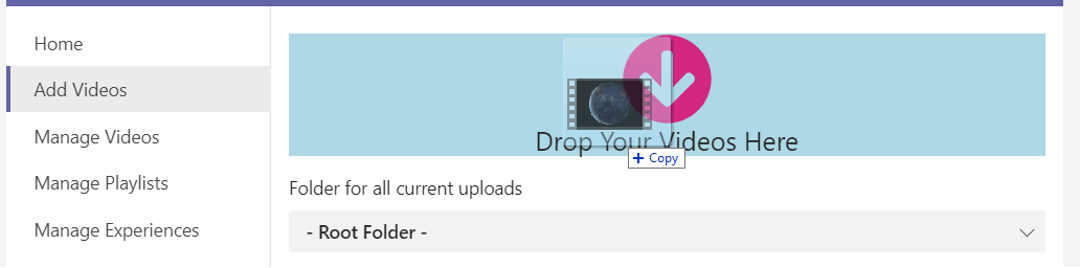 Home
Add Videos
Manage Videos
Manage Playlists
Manage Experiences
Drop Your Videos Here
+ Copy
Folder for all current uploads
- Root Folder -